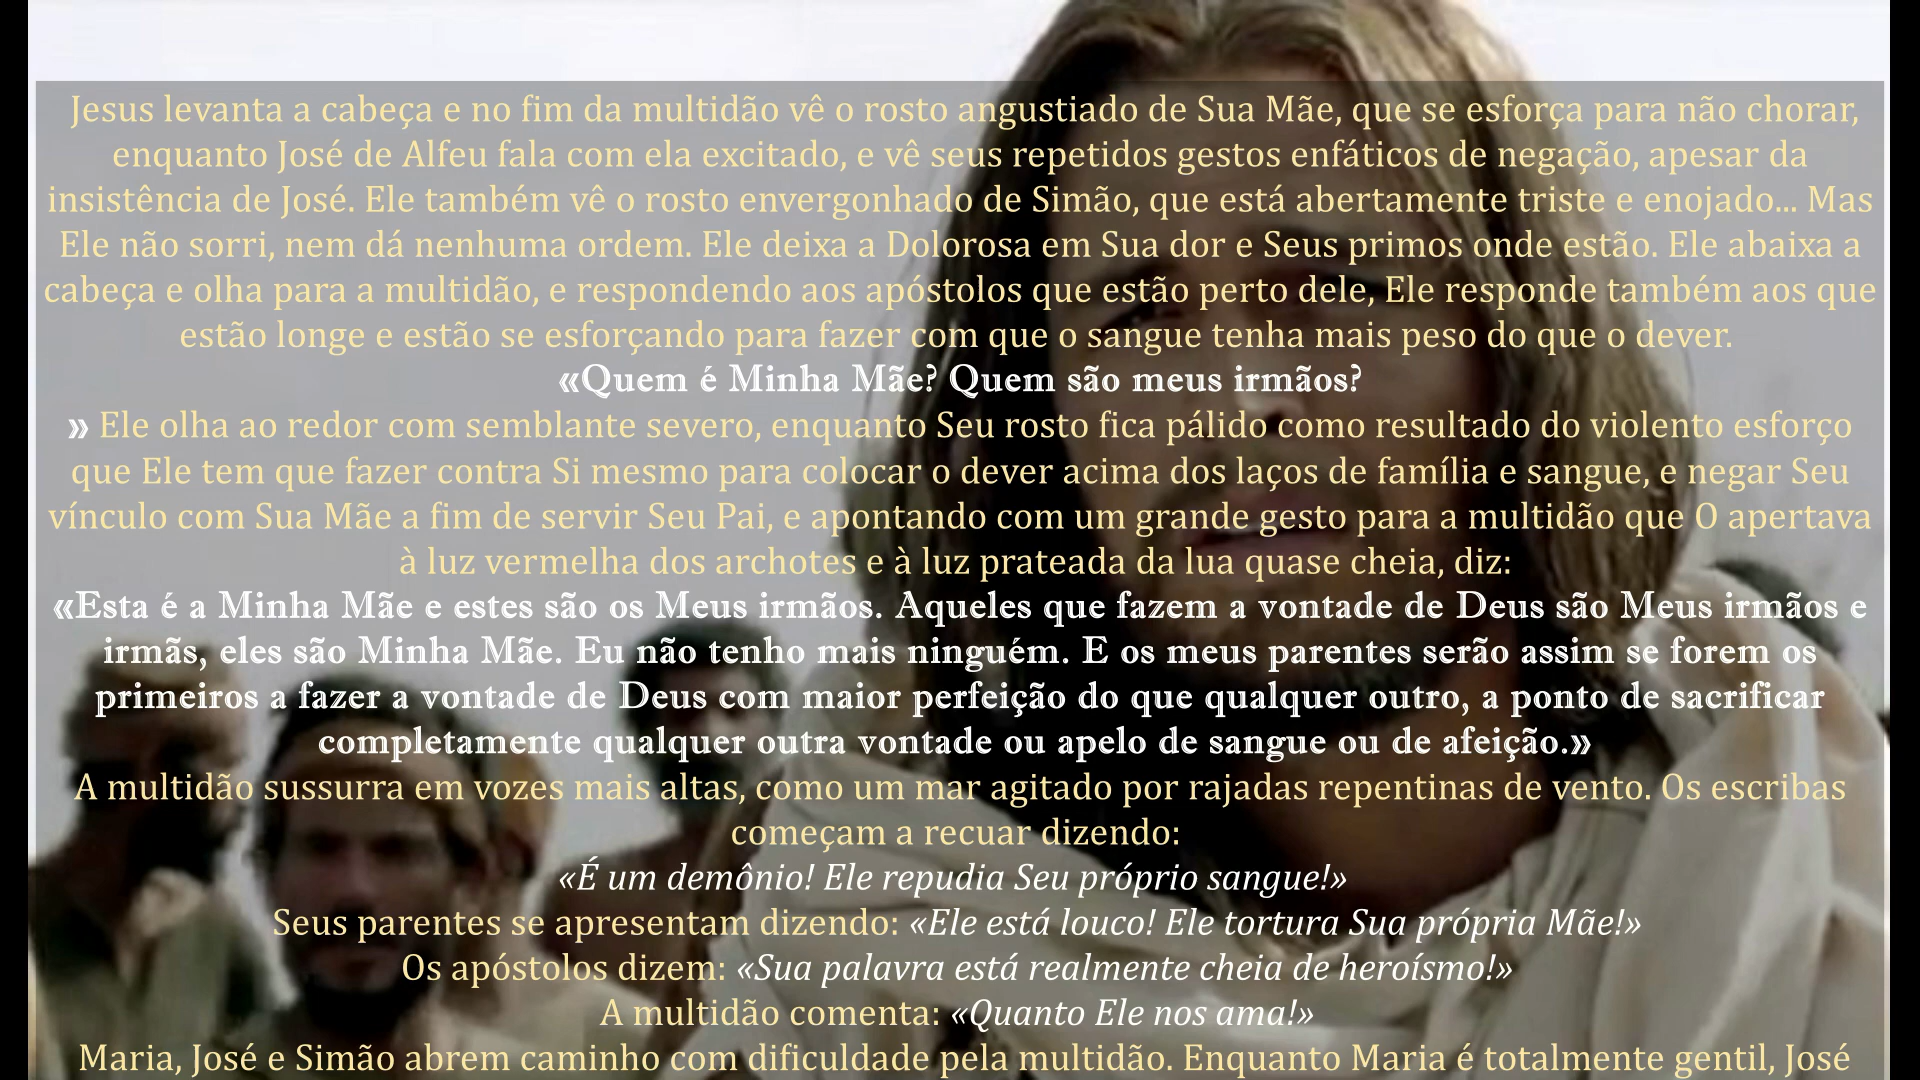 Jesus levanta a cabeça e no fim da multidão vê o rosto angustiado de Sua Mãe, que se esforça para não chorar,
enquanto José de Alfeu fala com ela excitado, e vê seus repetidos gestos enfáticos de negação, apesar da
insistência de José. Ele também vê o rosto envergonhado de Simão, que está abertamente triste e enojado... Mas
Ele não sorri, nem dá nenhuma ordem. Ele deixa a Dolorosa em Sua dor e Seus primos onde estão. Ele abaixa a
cabeça e olha para a multidão, e respondendo aos apóstolos que estão perto dele, Ele responde também aos que
estão longe e estão se esforçando para fazer com que o sangue tenha mais peso do que o dever.
«Quem é Minha Mãe? Quem são meus irmãos?
» Ele olha ao redor com semblante severo, enquanto Seu rosto fica pálido como resultado do violento esforço
que Ele tem que fazer contra Si mesmo para colocar o dever acima dos laços de família e sangue, e negar Seu
vínculo com Sua Mãe a fim de servir Seu Pai, e apontando com um grande gesto para a multidão que O apertava
à luz vermelha dos archotes e à luz prateada da lua quase cheia, diz:
«Esta é a Minha Mãe e estes são os Meus irmãos. Aqueles que fazem a vontade de Deus são Meus irmãos e
irmãs, eles são Minha Mãe. Eu não tenho mais ninguém. E os meus parentes serão assim se forem os
primeiros a fazer a vontade de Deus com maior perfeição do que qualquer outro, a ponto de sacrificar
completamente qualquer outra vontade ou apelo de sangue ou de afeição.»
A multidão sussurra em vozes mais altas, como um mar agitado por rajadas repentinas de vento. Os escribas
começam a recuar dizendo:
«É um demônio! Ele repudia Seu próprio sangue!»
Seus parentes se apresentam dizendo: «Ele está louco! Ele tortura Sua própria Mãe!»
Os apóstolos dizem: «Sua palavra está realmente cheia de heroísmo!»
A multidão comenta: «Quanto Ele nos ama!»
Maria, José e Simão abrem caminho com dificuldade pela multidão. Enquanto Maria é totalmente gentil, José